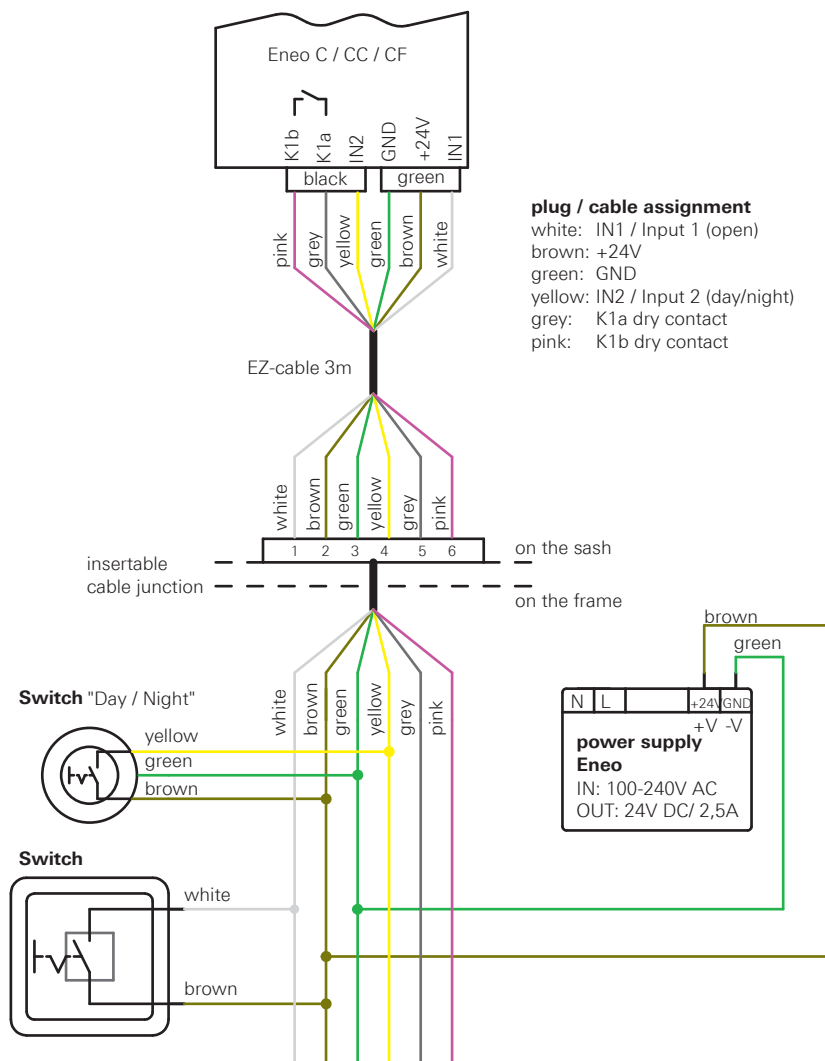 Eneo C / CC / CF
K1b
K1a
IN2
GND
+24V
IN1
black
green
pink
grey
yellow
green
brown
white
plug / cable assignment
white: IN1 / Input 1 (open)
brown: +24V
green: GND
yellow: IN2 / Input 2 (day/night)
grey: K1a dry contact
pink: K1b dry contact
EZ-cable 3m
white
brown
green
yellow
grey
pink
1 2 3 4 5 6
on the sash
insertable
cable junction
on the frame
brown
green
white
brown
green
yellow
grey
pink
N L +24V GND
+V -V
power supply
Eneo
IN: 100-240V AC
OUT: 24V DC/ 2,5A
Switch "Day / Night"
yellow
green
brown
Switch
white
brown